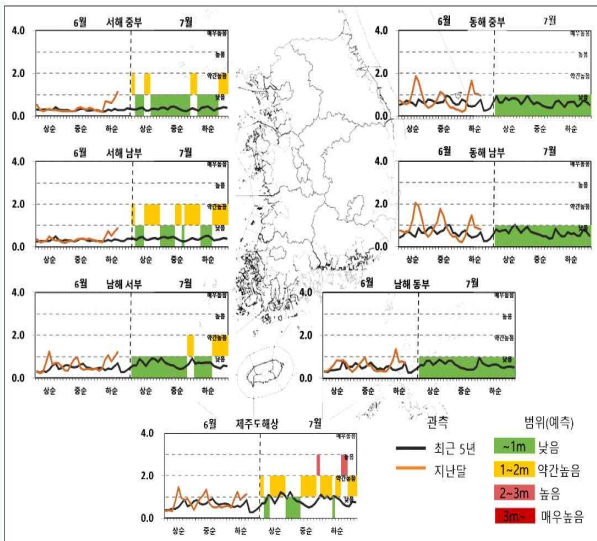 6월 서해 중부 7월
매우높음
4.0
높음
2.0
약간높음
낮음
0.0
상순 중순 하순 상순 중순 하순
6월 동해 중부 7월
매우높음
4.0
높음
2.0
약간높음
낮음
0.0
상순 중순 하순 상순 중순 하순
6월 서해 남부 7월
매우높음
4.0
높음
2.0
약간높음
낮음
0.0
상순 중순 하순 상순 중순 하순
6월 동해 남부 7월
매우높음
4.0
높음
2.0
약간높음
낮음
0.0
상순 중순 하순 상순 중순 하순
6월 남해 서부 7월
매우높음
4.0
높음
2.0
약간높음
낮음
0.0
상순 중순 하순 상순 중순 하순
6월 남해 동부 7월
매우높음
4.0
높음
2.0
약간높음
낮음
0.0
상순 중순 하순 상순 중순 하순
6월 제주도해상 7월
매우높음
4.0
높음
2.0
약간높음
낮음
0.0
상순 중순 하순 상순 중순 하순
관측
최근 5년
지난달
범위(예측)
~1m 낮음
1~2m 약간높음
2~3m 높음
3m~ 매우높음